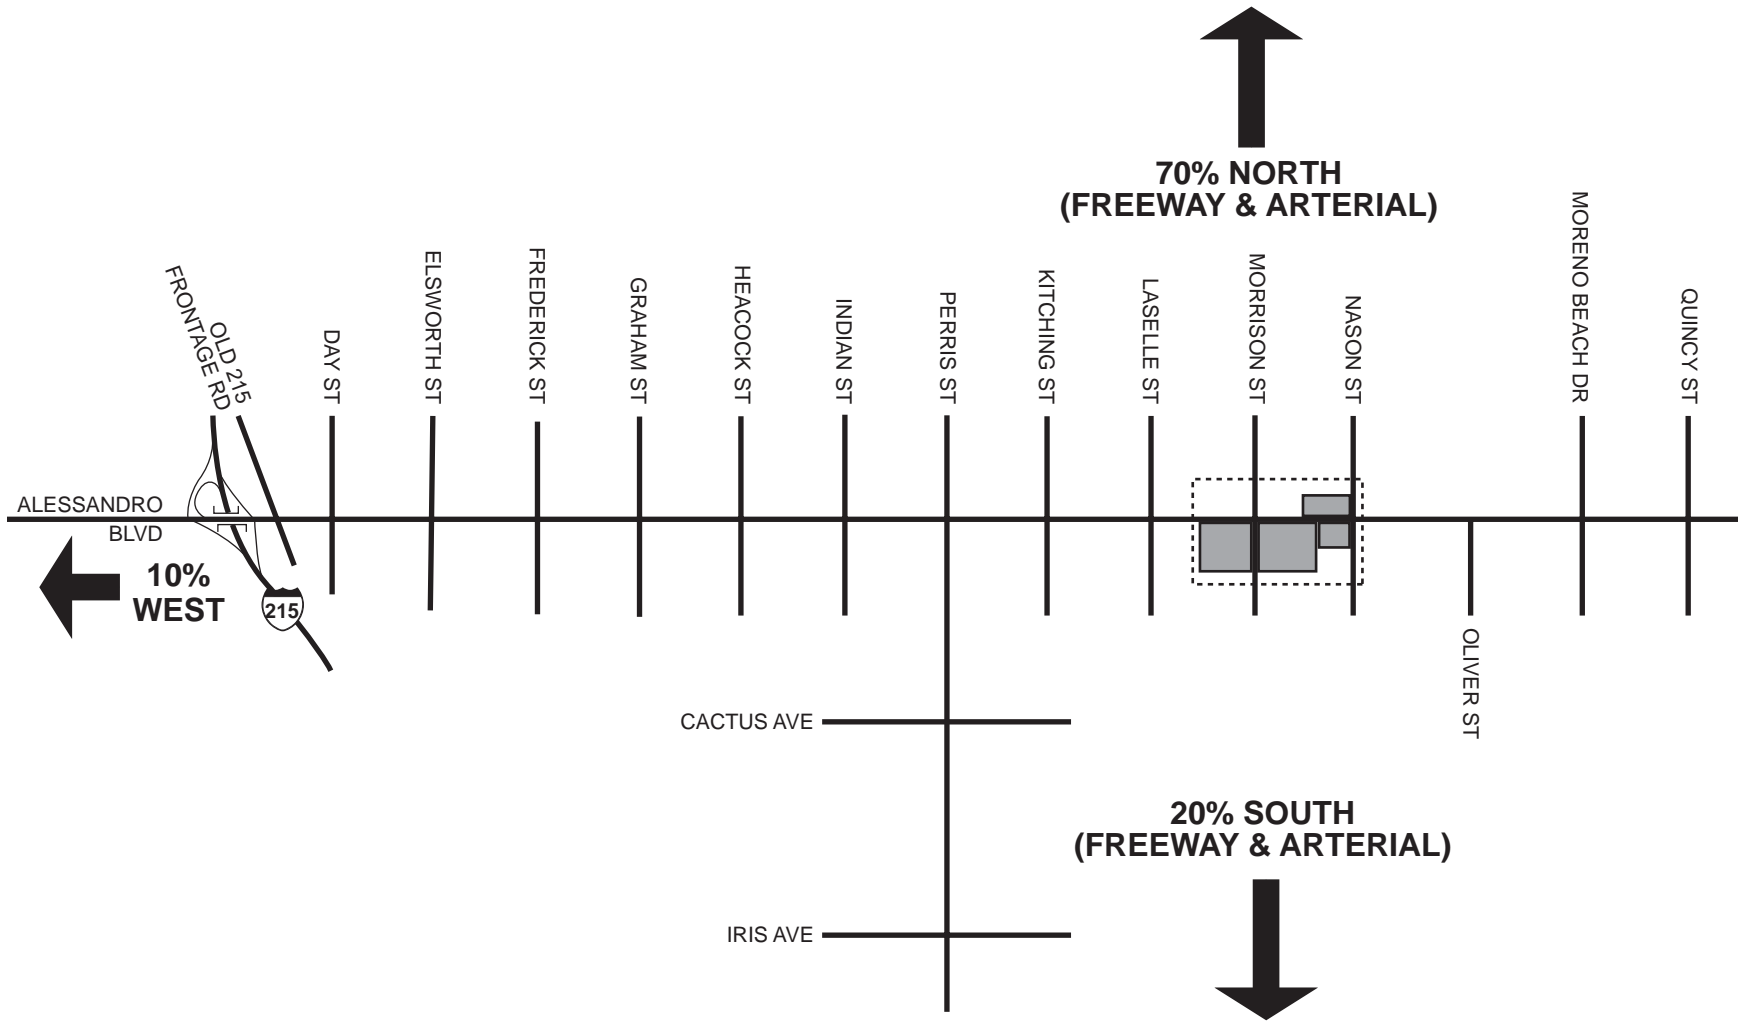 70% NORTH
(FREEWAY & ARTERIAL)
FRONTAGE RD
OLD 215
DAY ST
ELSWORTH ST
FREDERICK ST
GRAHAM ST
HEACOCK ST
INDIAN ST
PERRIS ST
KITCHING ST
LASELLE ST
MORRISON ST
NASON ST
MORENO BEACH DR
QUINCY ST
ALESSANDRO
BLVD
10%
WEST
215
OLIVER ST
CACTUS AVE
20% SOUTH
(FREEWAY & ARTERIAL)
IRIS AVE